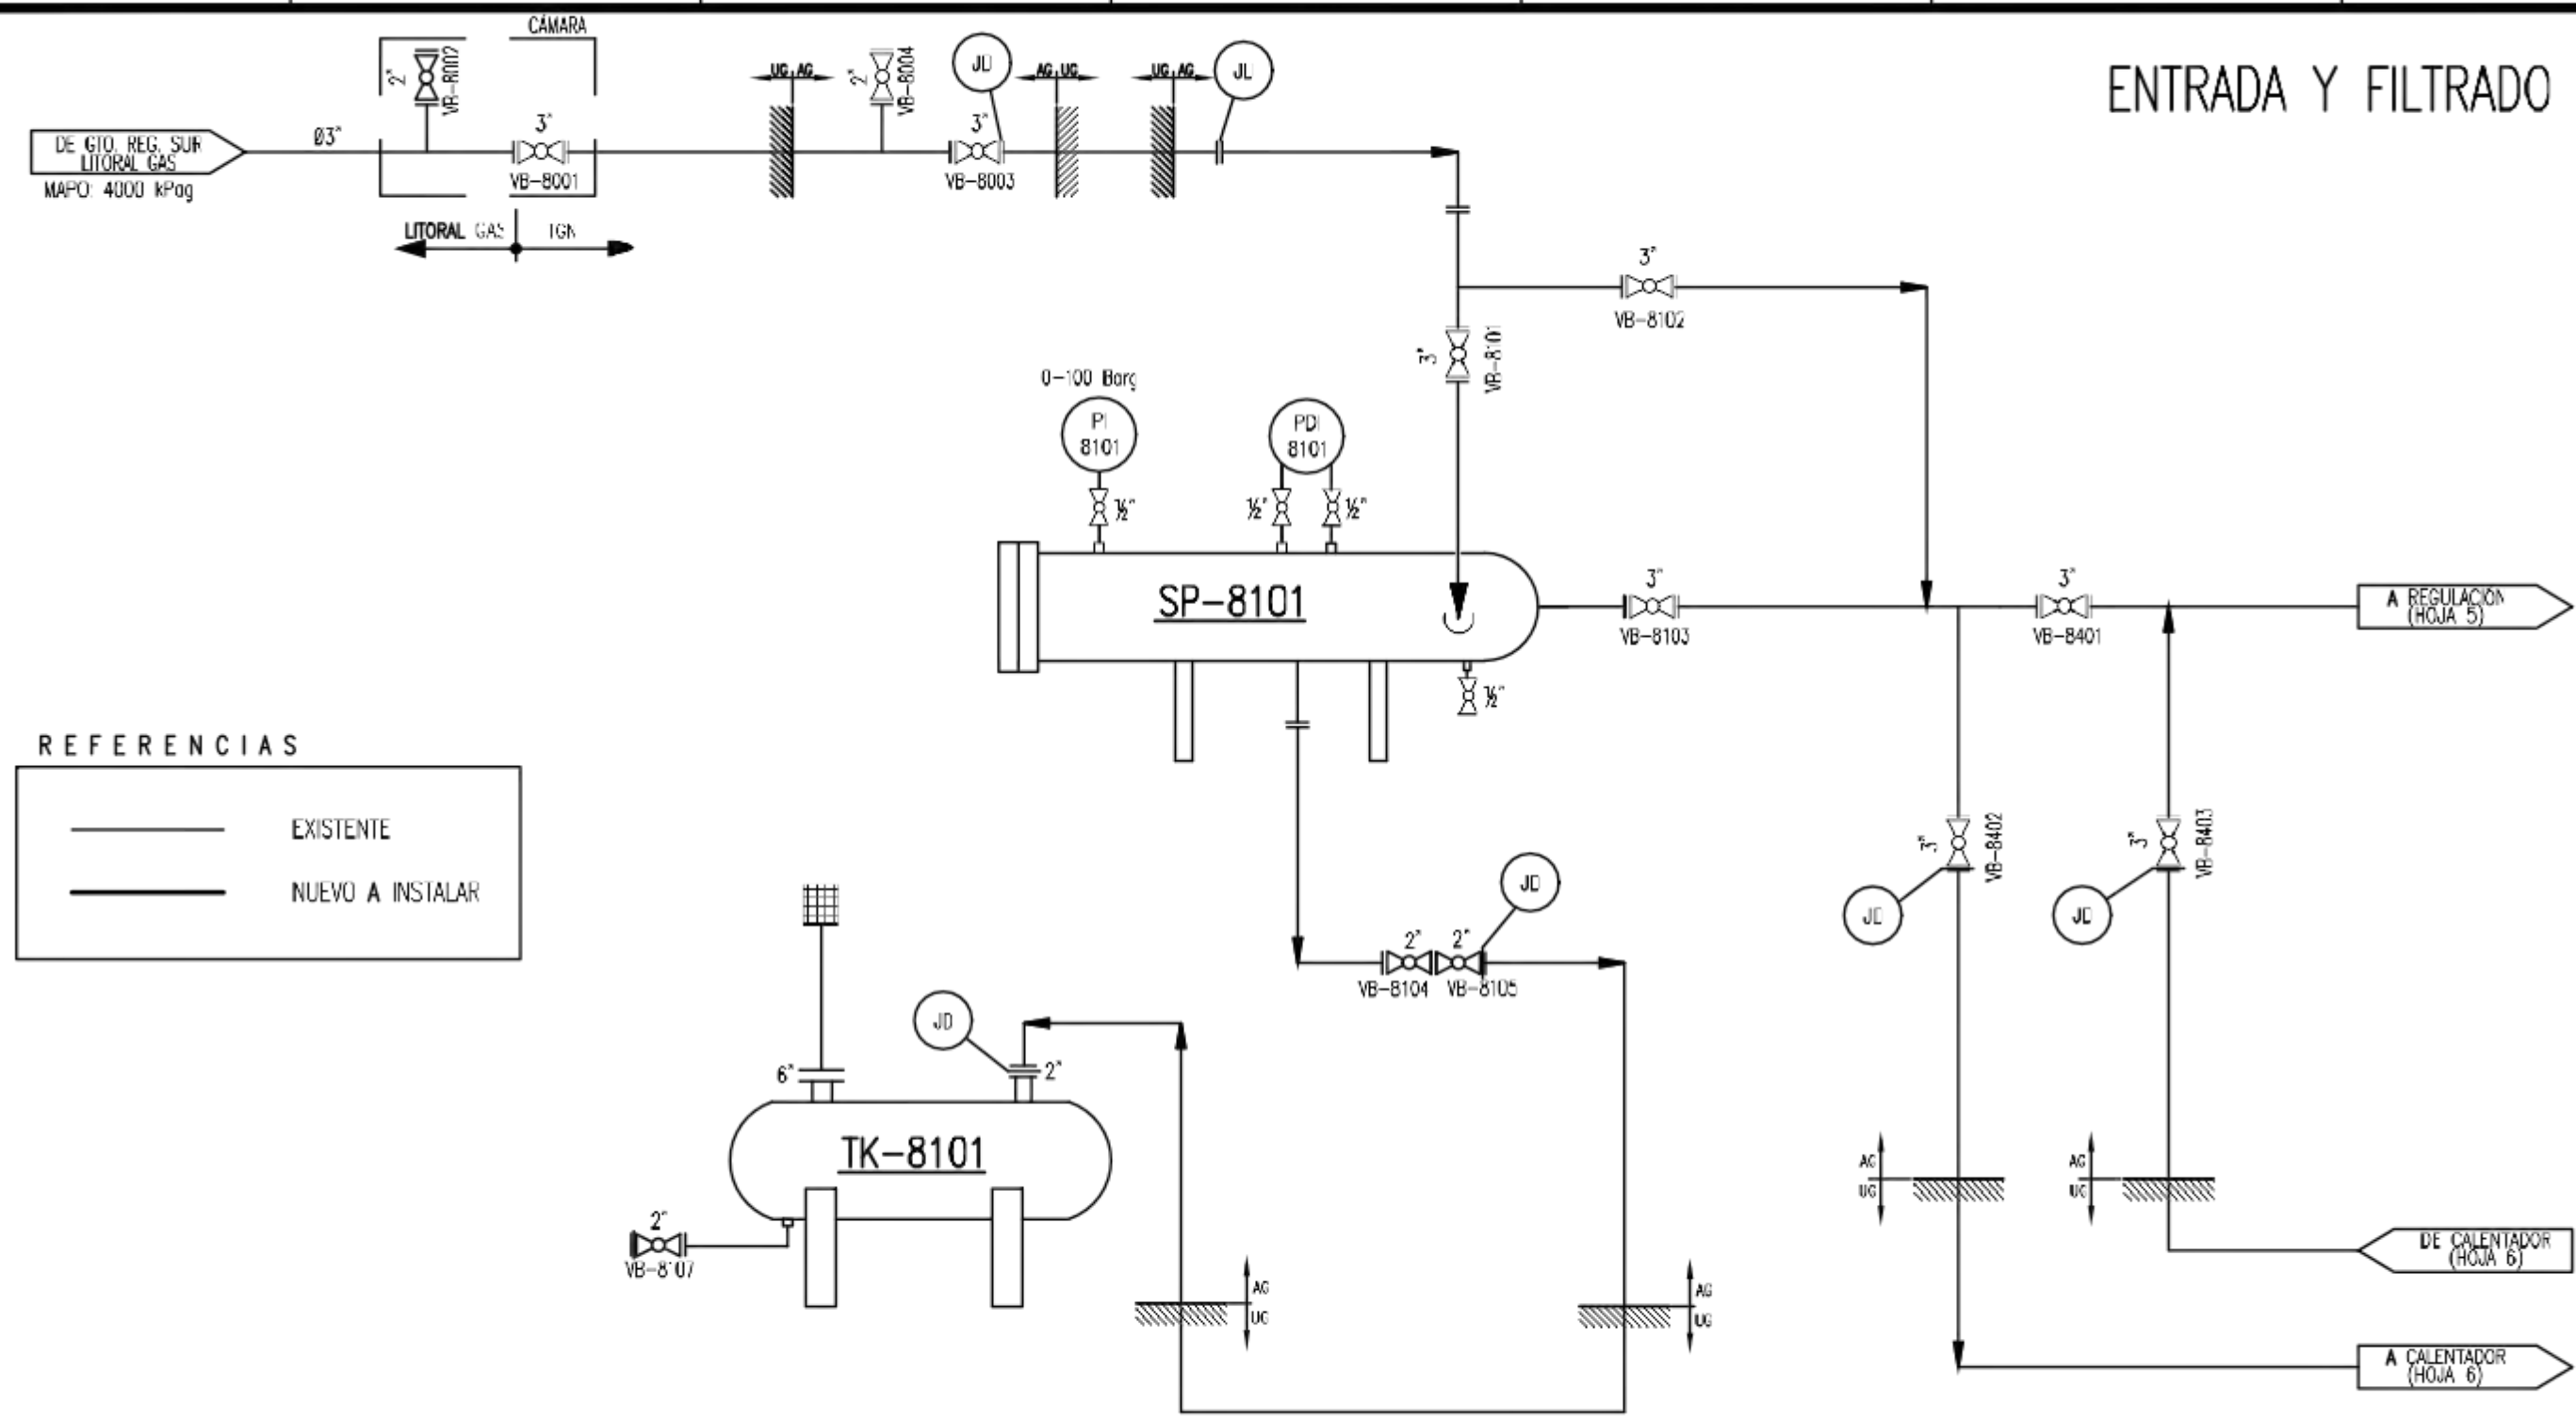 CÁMARA
ENTRADA Y FILTRADO
2"
VB-8002
2"
VB-8004
JD
JD
UG AG
AG UG
UG AG
DE GTO. REG. SUR
LITORAL GAS
MAPO: 4000 kPag
Ø3"
3"
VB-8001
3"
VB-8003
LITORAL GAS
TGN
3"
VB-8102
3"
VB-8101
0-100 Barg
PI
8101
PDI
8101
½"
½"
½"
SP-8101
3"
VB-8103
3"
VB-8401
A REGULACIÓN
(HOJA 5)
½"
REFERENCIAS
EXISTENTE
NUEVO A INSTALAR
3"
VB-8402
3"
VB-8403
JD
JD
JD
2"
2"
VB-8104
VB-8105
JD
6"
2"
TK-8101
2"
VB-8107
AG
UG
AG
UG
AG
UG
AG
UG
DE CALENTADOR
(HOJA 6)
A CALENTADOR
(HOJA 6)